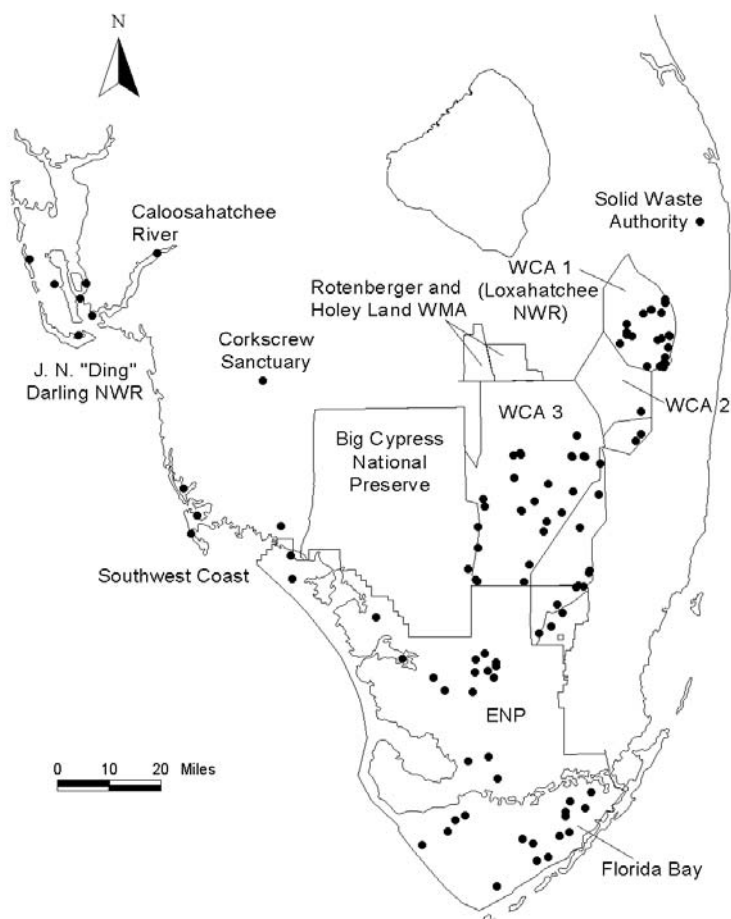 N
Caloosahatchee
River
Solid Waste
Authority
WCA 1
(Loxahatchee
NWR)
Rotenberger and
Holey Land WMA
Corkscrew
Sanctuary
J. N. "Ding"
Darling NWR
WCA 3
WCA 2
Big Cypress
National
Preserve
Southwest Coast
ENP
0 10 20 Miles
Florida Bay